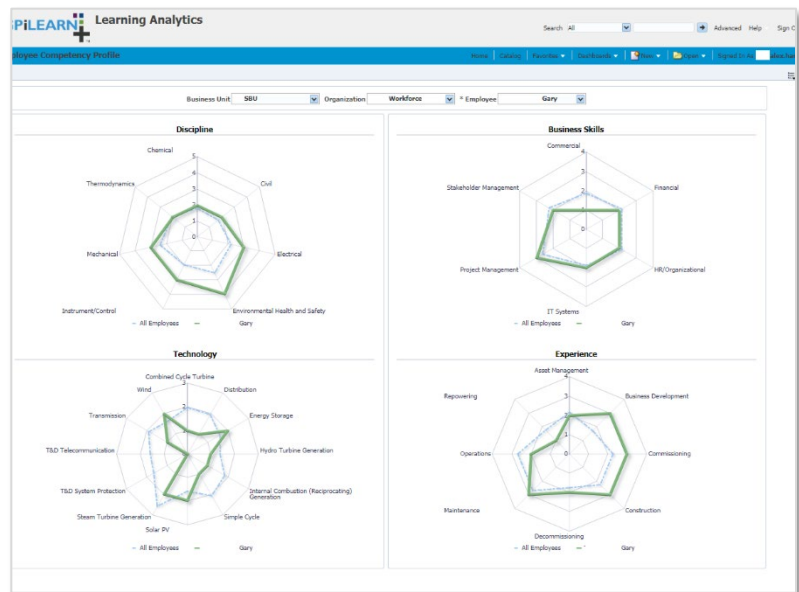 PiLEARN Learning Analytics
Search All Advanced Help Sign O
ployee Competency Profile
Home Catalog Favorites Dashboards New Open Signed In As
Business Unit SBU Organization Workforce * Employee Gary
Discipline
Chemical
Civil
Electrical
Environmental Health and Safety
Instrument/Control
Mechanical
Thermodynamics
5
4
3
2
1
0
All Employees Gary
Business Skills
Commercial
Financial
HR/Organizational
IT Systems
Project Management
Stakeholder Management
4
3
2
1
0
All Employees Gary
Technology
Combined Cycle Turbine
Distribution
Energy Storage
Hydro Turbine Generation
Internal Combustion (Reciprocating)
Generation
Simple Cycle
Solar PV
Steam Turbine Generation
T&D System Protection
T&D Telecommunication
Transmission
Wind
3
2
1
All Employees Gary
Experience
Asset Management
Business Development
Commissioning
Construction
Decommissioning
Maintenance
Operations
Repowering
4
3
2
1
0
All Employees Gary